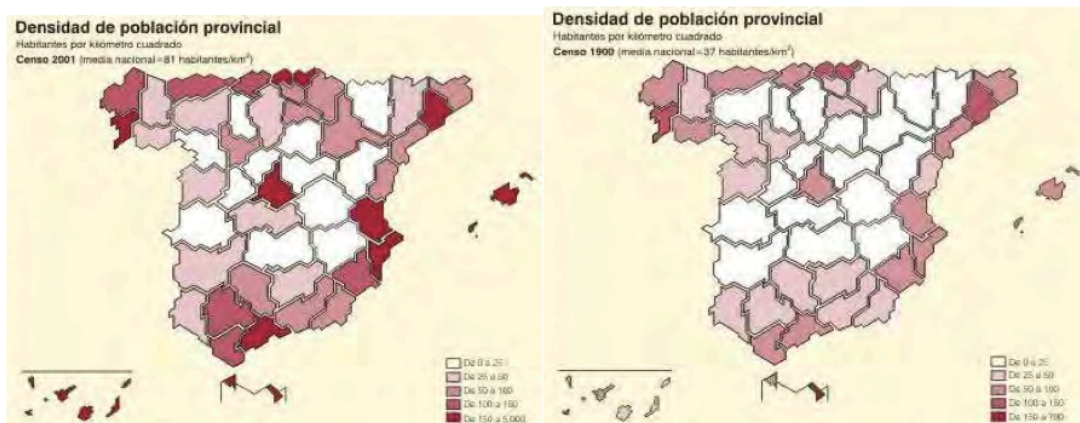 Densidad de población provincial
Habitantes por kilómetro cuadrado
Censo 2001 (media nacional=81 habitantes/km²)
De 0 a 25
De 25 a 50
De 50 a 100
De 100 a 150
De 150 a 5.000
Densidad de población provincial
Habitantes por kilómetro cuadrado
Censo 1900 (media nacional=37 habitantes/km²)
De 0 a 25
De 25 a 50
De 50 a 100
De 100 a 150
De 150 a 700